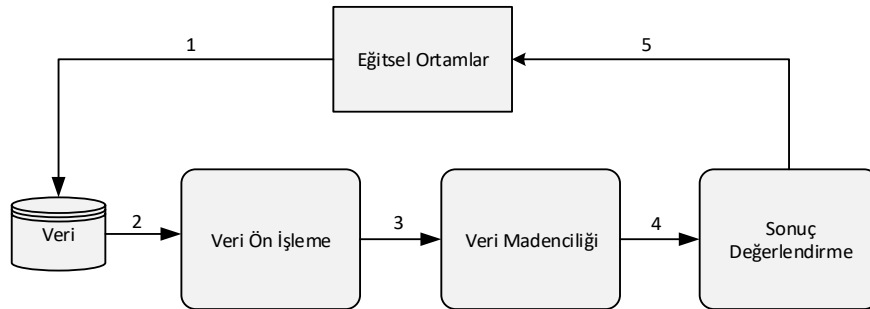 1
Eğitsel Ortamlar
5
Veri
2
Veri Ön İşleme
3
Veri Madenciliği
4
Sonuç
Değerlendirme